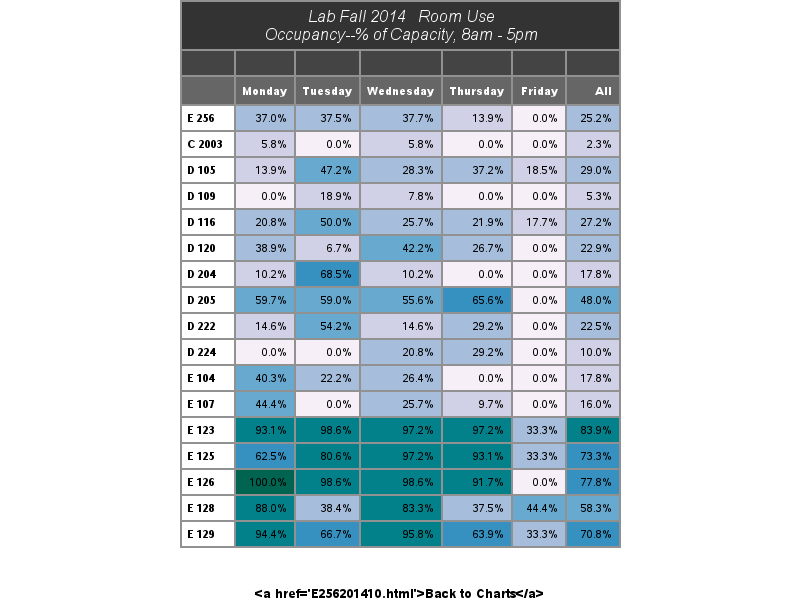 Lab Fall 2014 Room Use
Occupancy--% of Capacity, 8am - 5pm
Monday Tuesday Wednesday Thursday Friday All
E 256 37.0% 37.5% 37.7% 13.9% 0.0% 25.2%
C 2003 5.8% 0.0% 5.8% 0.0% 0.0% 2.3%
D 105 13.9% 47.2% 28.3% 37.2% 18.5% 29.0%
D 109 0.0% 18.9% 7.8% 0.0% 0.0% 5.3%
D 116 20.8% 50.0% 25.7% 21.9% 17.7% 27.2%
D 120 38.9% 6.7% 42.2% 26.7% 0.0% 22.9%
D 204 10.2% 68.5% 10.2% 0.0% 0.0% 17.8%
D 205 59.7% 59.0% 55.6% 65.6% 0.0% 48.0%
D 222 14.6% 54.2% 14.6% 29.2% 0.0% 22.5%
D 224 0.0% 0.0% 20.8% 29.2% 0.0% 10.0%
E 104 40.3% 22.2% 26.4% 0.0% 0.0% 17.8%
E 107 44.4% 0.0% 25.7% 9.7% 0.0% 16.0%
E 123 93.1% 98.6% 97.2% 97.2% 33.3% 83.9%
E 125 62.5% 80.6% 97.2% 93.1% 33.3% 73.3%
E 126 100.0% 98.6% 98.6% 91.7% 0.0% 77.8%
E 128 88.0% 38.4% 83.3% 37.5% 44.4% 58.3%
E 129 94.4% 66.7% 95.8% 63.9% 33.3% 70.8%
<a href='E256201410.html'>Back to Charts</a>